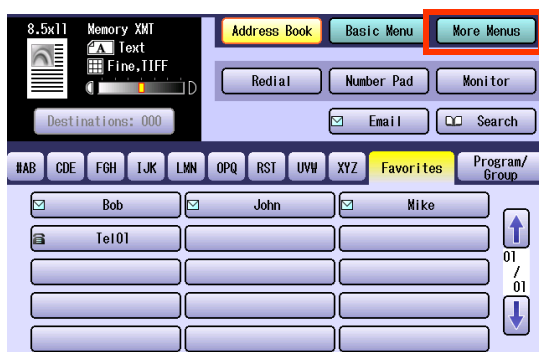 8.5x11 Memory XMT
A Text
Fine,TIFF
D
Destinations: 000
Address Book Basic Menu More Menus
Redial Number Pad Monitor
Email Search
#AB CDE FGH IJK LMN OPQ RST UVW XYZ Favorites Program/
Group
Bob John Mike
Tel01
01
/
01